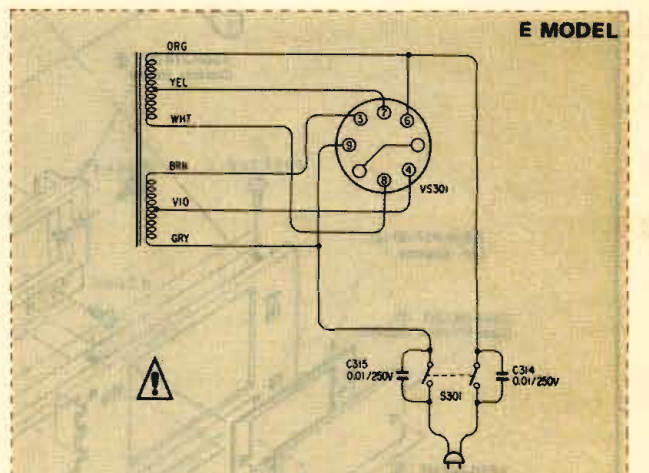 E MODEL
ORG
YEL
WHT
BRN
VIO
GRY
3
7
6
9
8
4
VS301
C315
0.01/250V
S301
C314
0.01/250V